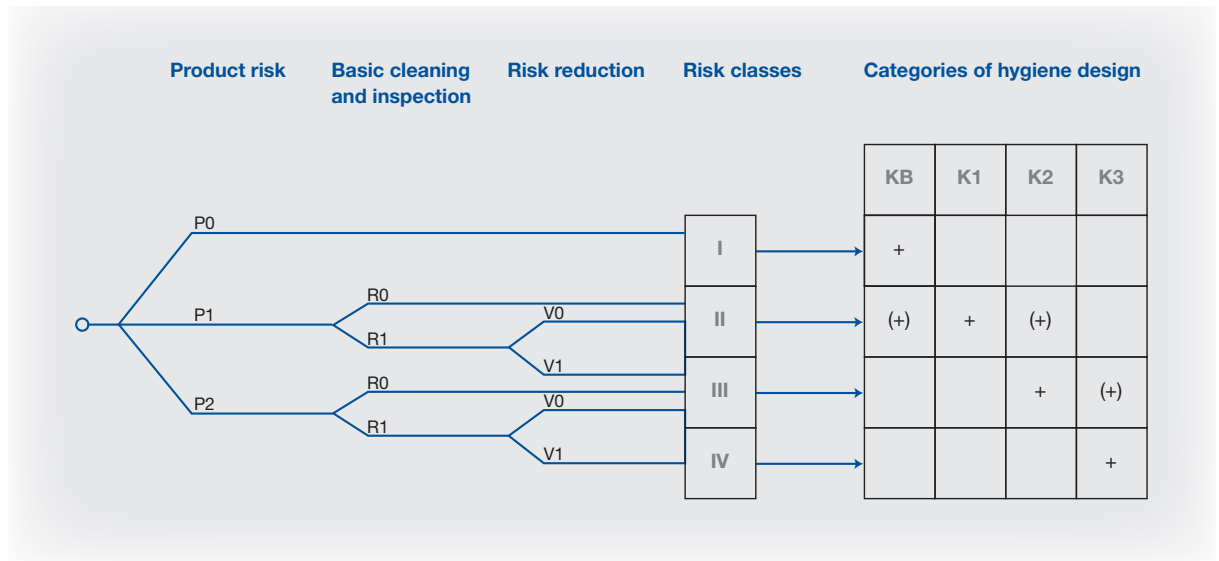 Product risk
Basic cleaning
and inspection
Risk reduction
Risk classes
Categories of hygiene design
KB K1 K2 K3
P0
I
+
R0
P1
V0
II
(+) + (+)
R1
V1
R0
III
+ (+)
P2
V0
R1
V1
IV
+